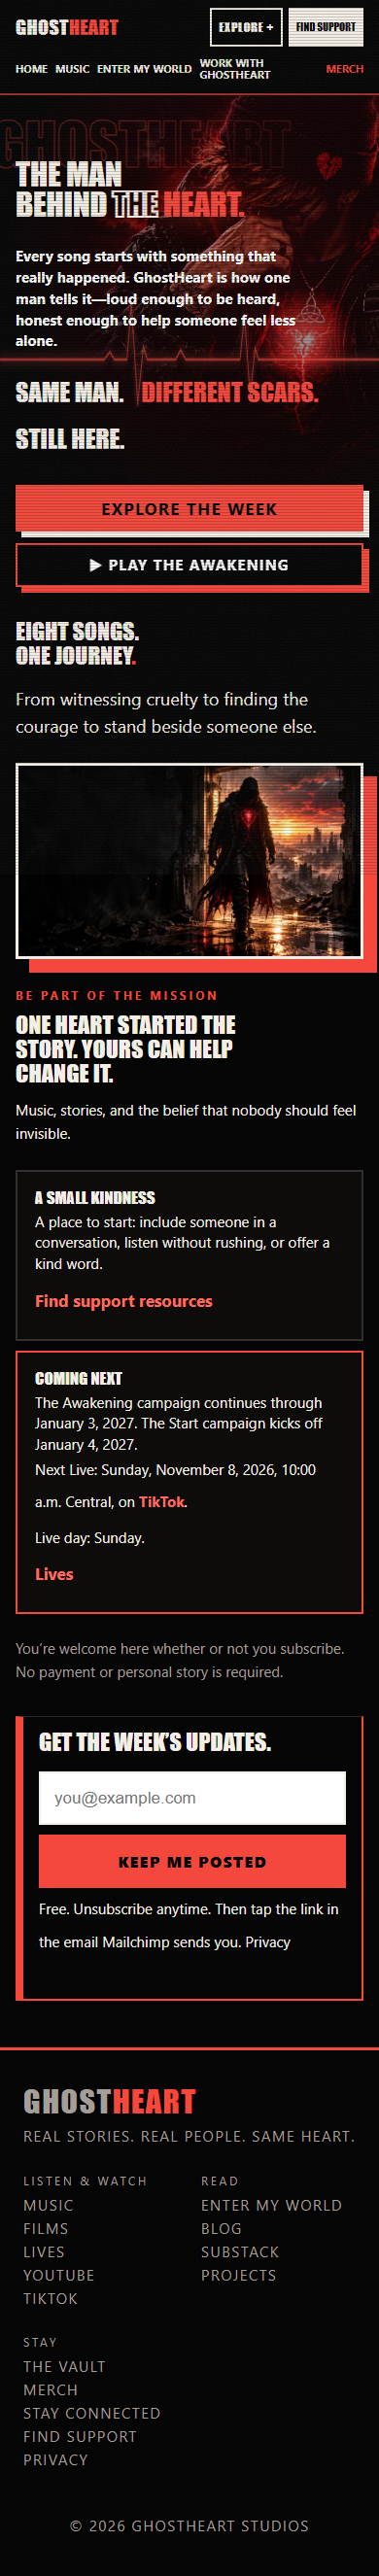 GHOSTHEART
EXPLORE +
FIND SUPPORT
HOME MUSIC ENTER MY WORLD WORK WITH GHOSTHEART MERCH
GHOSTHEART
THE MAN
BEHIND THE HEART.
Every song starts with something that
really happened. GhostHeart is how one
man tells it—loud enough to be heard,
honest enough to help someone feel less
alone.
SAME MAN. DIFFERENT SCARS.
STILL HERE.
EXPLORE THE WEEK
▶ PLAY THE AWAKENING
EIGHT SONGS.
ONE JOURNEY.
From witnessing cruelty to finding the
courage to stand beside someone else.
BE PART OF THE MISSION
ONE HEART STARTED THE
STORY. YOURS CAN HELP
CHANGE IT.
Music, stories, and the belief that nobody should feel
invisible.
A SMALL KINDNESS
A place to start: include someone in a
conversation, listen without rushing, or offer a
kind word.
Find support resources
COMING NEXT
The Awakening campaign continues through
January 3, 2027. The Start campaign kicks off
January 4, 2027.
Next Live: Sunday, November 8, 2026, 10:00
a.m. Central, on TikTok.
Live day: Sunday.
Lives
You're welcome here whether or not you subscribe.
No payment or personal story is required.
GET THE WEEK'S UPDATES.
you@example.com
KEEP ME POSTED
Free. Unsubscribe anytime. Then tap the link in
the email Mailchimp sends you. Privacy
GHOSTHEART
REAL STORIES. REAL PEOPLE. SAME HEART.
LISTEN & WATCH
MUSIC
FILMS
LIVES
YOUTUBE
TIKTOK
READ
ENTER MY WORLD
BLOG
SUBSTACK
PROJECTS
STAY
THE VAULT
MERCH
STAY CONNECTED
FIND SUPPORT
PRIVACY
© 2026 GHOSTHEART STUDIOS